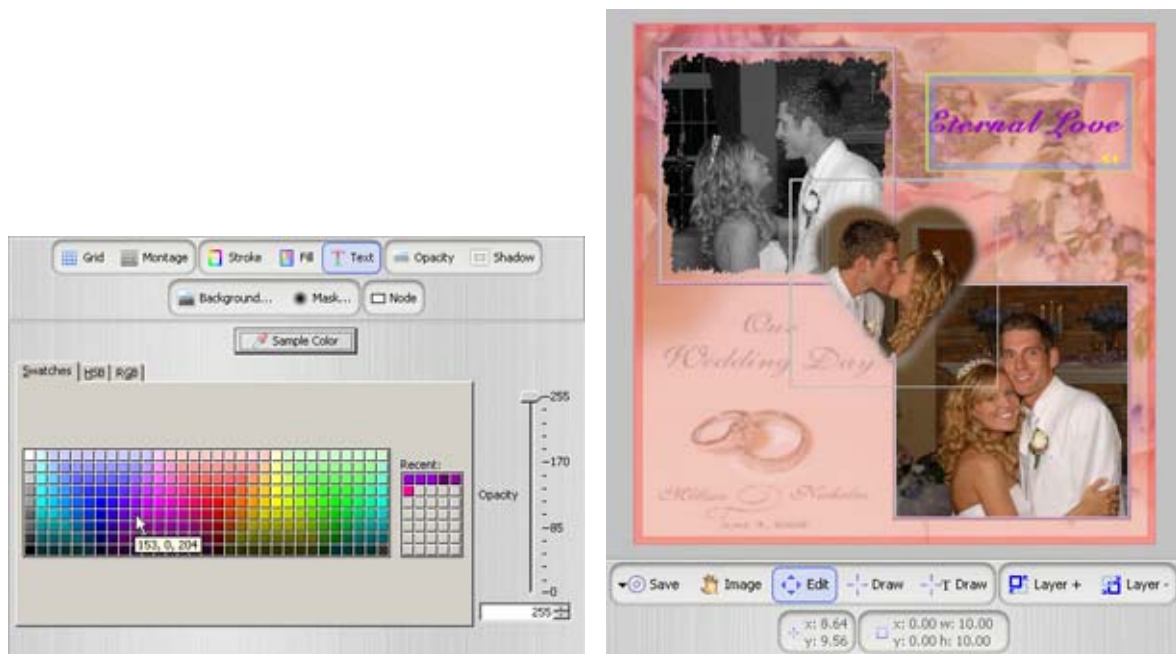 Grid Montage Stroke Fill Text Opacity Shadow
Background... Mask... Node
Sample Color
Swatches HSB RGB
Recent:
Opacity
255
170
85
0
153, 0, 204
255
Eternal Love
Our
Wedding Day
Nicholas
Save Image Edit Draw T Draw Layer + Layer -
x: 8.64 x: 0.00 w: 10.00
y: 9.56 y: 0.00 h: 10.00